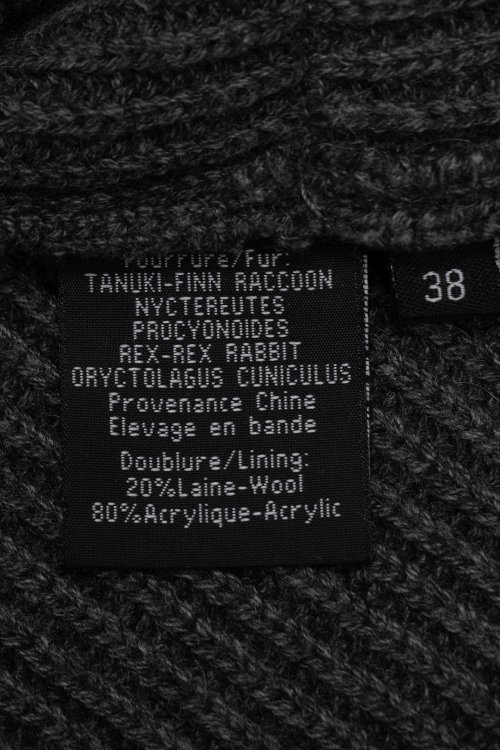 Fourrure/Fur:
TANUKI-FINN RACCOON
NYCTEREUTES
PROCYONOIDES
REX-REX RABBIT
ORYCTOLAGUS CUNICULUS
Provenance Chine
Elevage en bande
Doublure/Lining:
20%Laine-Wool
80%Acrylique-Acrylic
38